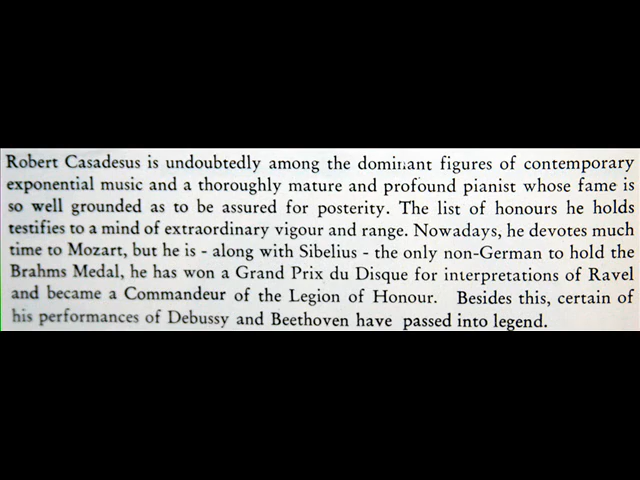 Robert Casadesus is undoubtedly among the dominant figures of contemporary
exponential music and a thoroughly mature and profound pianist whose fame is
so well grounded as to be assured for posterity. The list of honours he holds
testifies to a mind of extraordinary vigour and range. Nowadays, he devotes much
time to Mozart, but he is - along with Sibelius - the only non-German to hold the
Brahms Medal, he has won a Grand Prix du Disque for interpretations of Ravel
and became a Commandeur of the Legion of Honour. Besides this, certain of
his performances of Debussy and Beethoven have passed into legend.